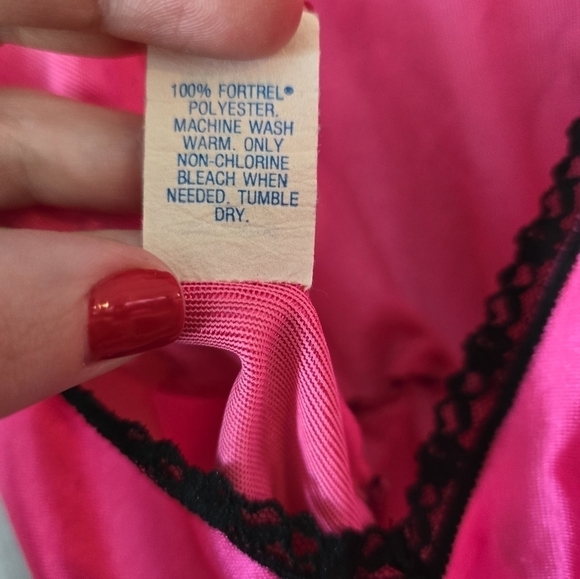 100% FORTREL®
POLYESTER.
MACHINE WASH
WARM. ONLY
NON-CHLORINE
BLEACH WHEN
NEEDED. TUMBLE
DRY.